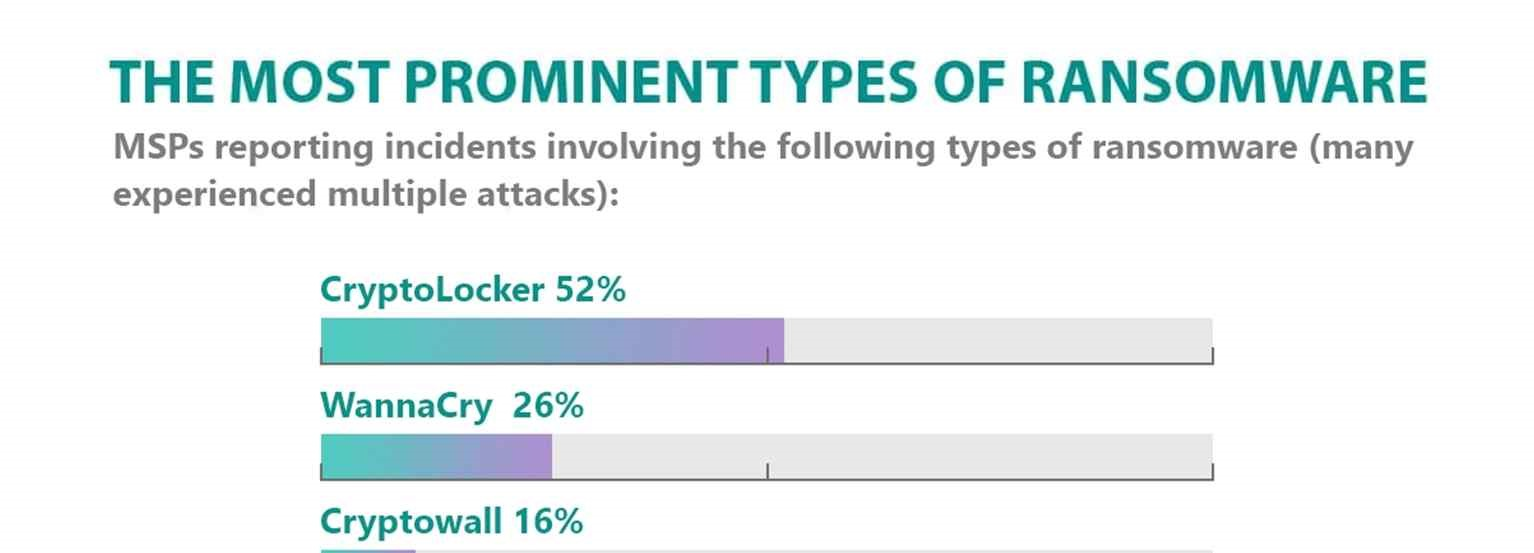 THE MOST PROMINENT TYPES OF RANSOMWARE
MSPs reporting incidents involving the following types of ransomware (many
experienced multiple attacks):
CryptoLocker 52%
WannaCry 26%
Cryptowall 16%